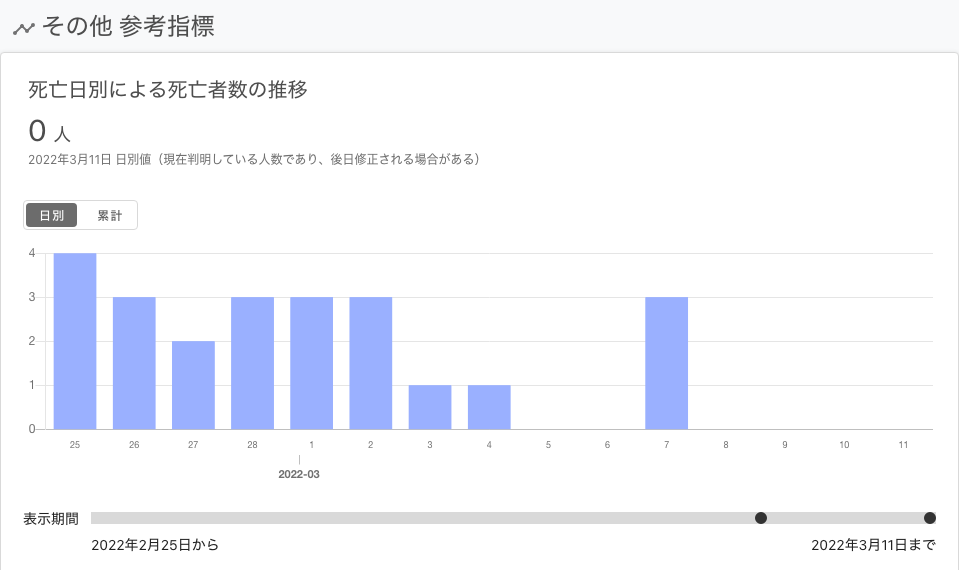 その他 参考指標
死亡日別による死亡者数の推移
0 人
2022年3月11日 日別値（現在判明している人数であり、後日修正される場合がある）
日別 累計
4
3
2
1
0
25 26 27 28 1 2 3 4 5 6 7 8 9 10 11
2022-03
表示期間
2022年2月25日から 2022年3月11日まで